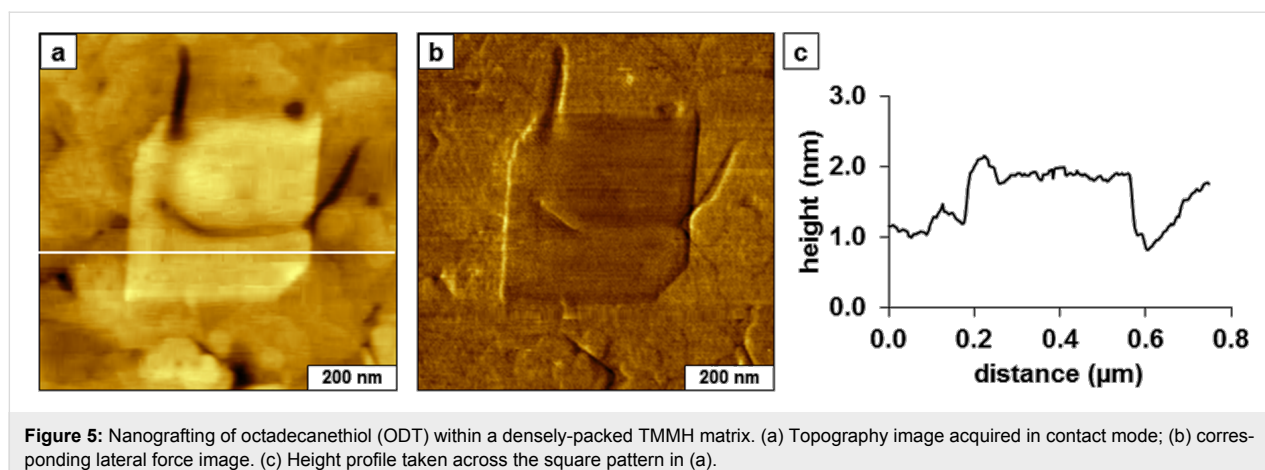 a
200 nm
b
200 nm
c
3.0
2.0
1.0
0.0
height (nm)
0.0 0.2 0.4 0.6 0.8
distance (µm)
Figure 5: Nanografting of octadecanethiol (ODT) within a densely-packed TMMH matrix. (a) Topography image acquired in contact mode; (b) corres-
ponding lateral force image. (c) Height profile taken across the square pattern in (a).